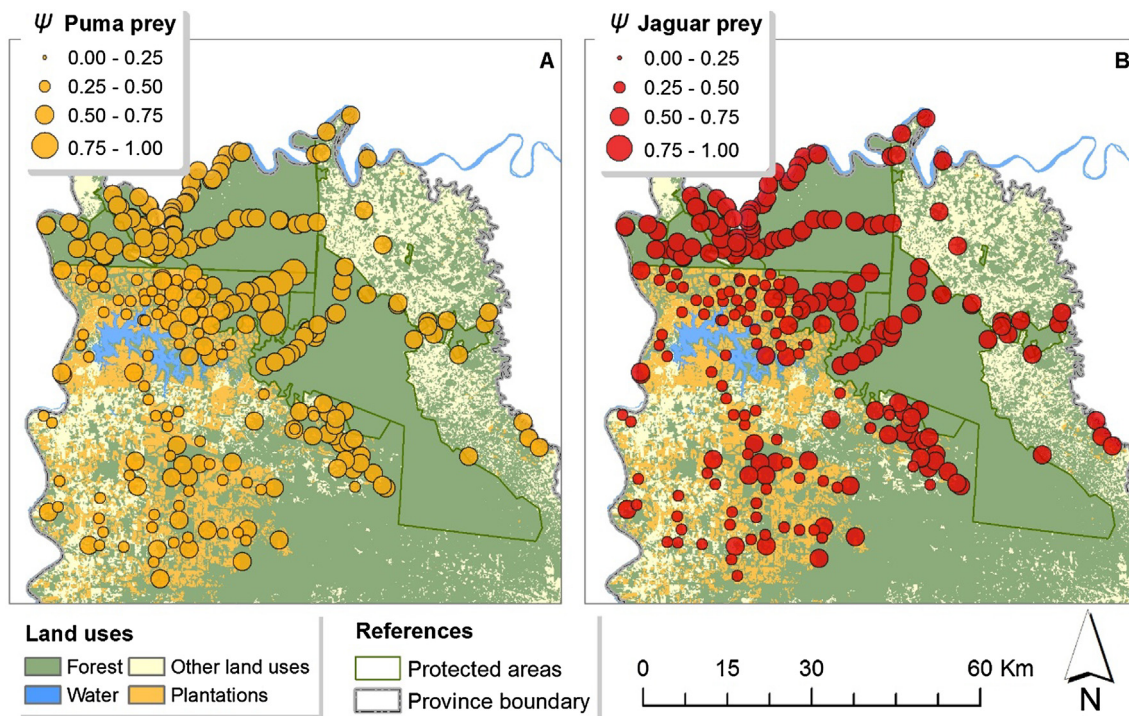 ψ Puma prey
0.00 - 0.25
0.25 - 0.50
0.50 - 0.75
0.75 - 1.00
A
ψ Jaguar prey
0.00 - 0.25
0.25 - 0.50
0.50 - 0.75
0.75 - 1.00
B
Land uses
Forest Other land uses
Water Plantations
References
Protected areas
Province boundary
0 15 30 60 Km
N